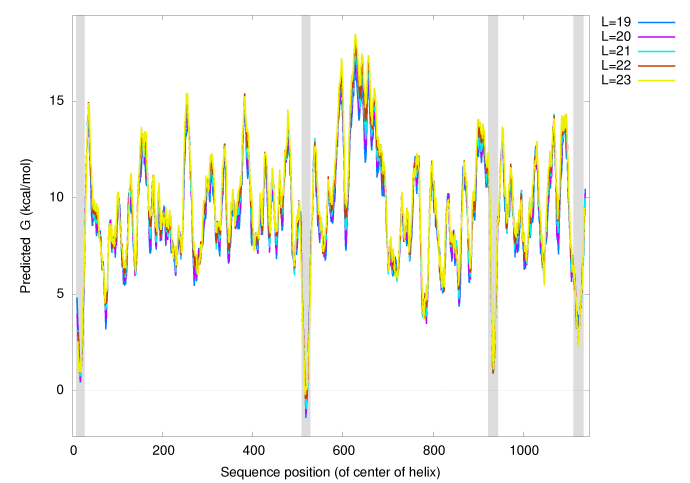 L=19
L=20
L=21
L=22
L=23
15
10
5
0
Predicted G (kcal/mol)
0
200
400
600
800
1000
Sequence position (of center of helix)